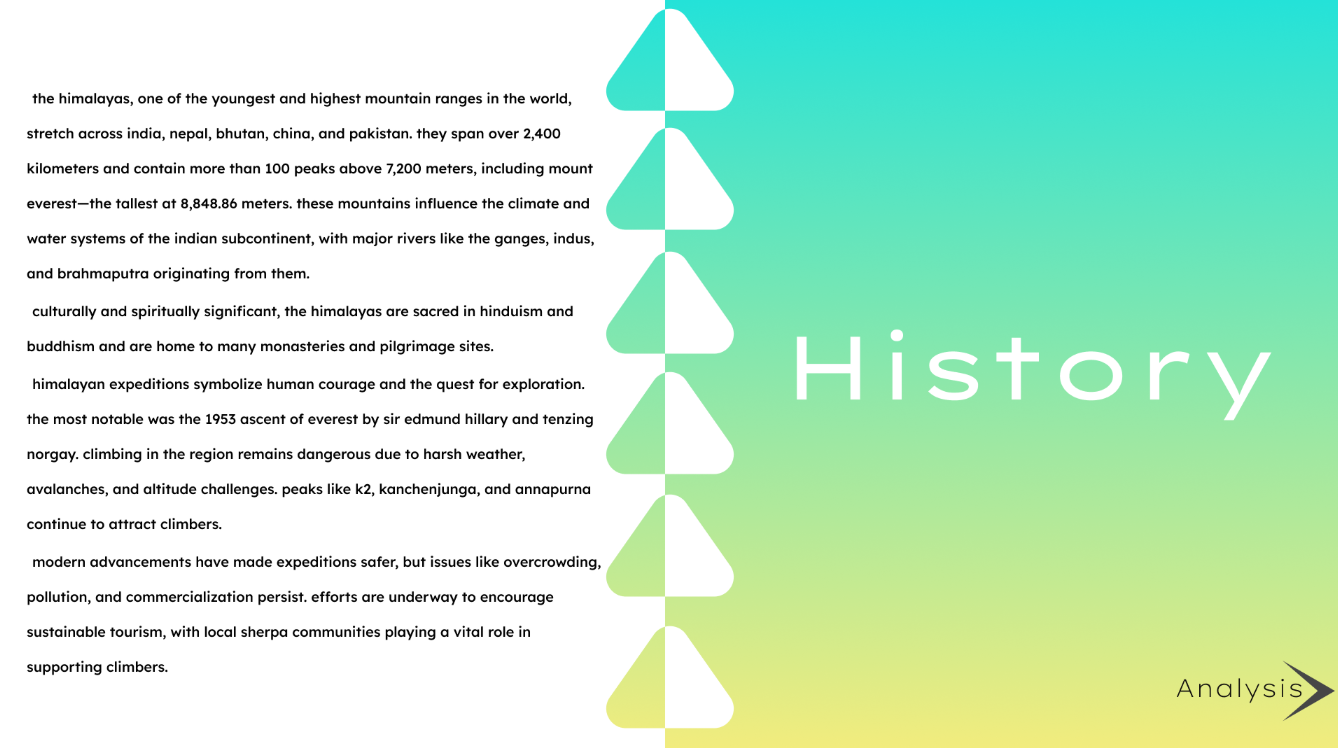 the himalayas, one of the youngest and highest mountain ranges in the world,
stretch across india, nepal, bhutan, china, and pakistan. they span over 2,400
kilometers and contain more than 100 peaks above 7,200 meters, including mount
everest—the tallest at 8,848.86 meters. these mountains influence the climate and
water systems of the indian subcontinent, with major rivers like the ganges, indus,
and brahmaputra originating from them.
culturally and spiritually significant, the himalayas are sacred in hinduism and
buddhism and are home to many monasteries and pilgrimage sites.
himalayan expeditions symbolize human courage and the quest for exploration.
the most notable was the 1953 ascent of everest by sir edmund hillary and tenzing
norgay. climbing in the region remains dangerous due to harsh weather,
avalanches, and altitude challenges. peaks like k2, kanchenjunga, and annapurna
continue to attract climbers.
modern advancements have made expeditions safer, but issues like overcrowding,
pollution, and commercialization persist. efforts are underway to encourage
sustainable tourism, with local sherpa communities playing a vital role in
supporting climbers.
History
Analysis